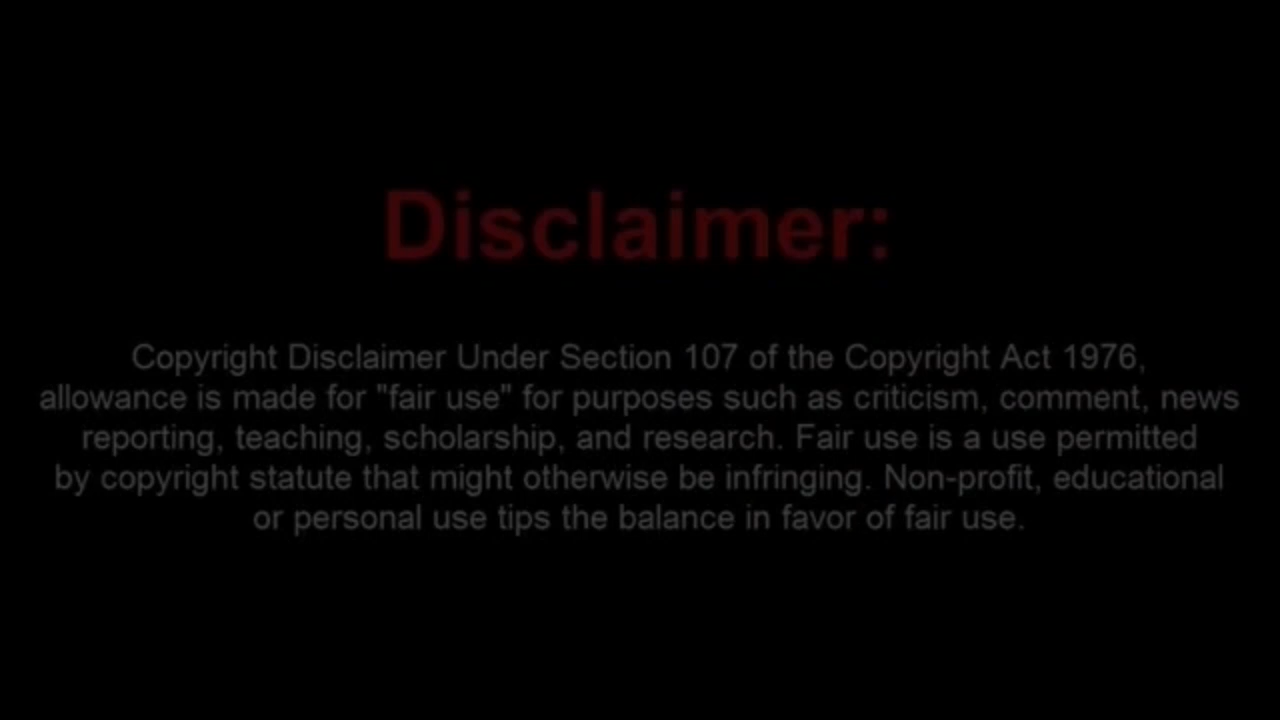 Disclaimer:
Copyright Disclaimer Under Section 107 of the Copyright Act 1976,
allowance is made for "fair use" for purposes such as criticism, comment, news
reporting, teaching, scholarship, and research. Fair use is a use permitted
by copyright statute that might otherwise be infringing. Non-profit, educational
or personal use tips the balance in favor of fair use.